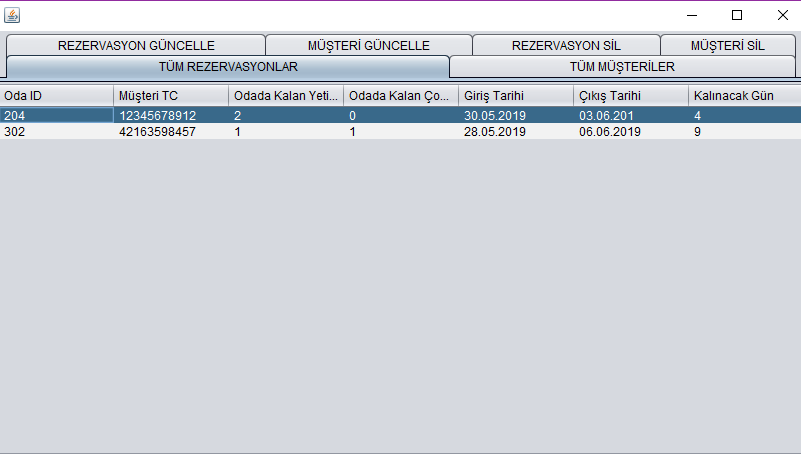 REZERVASYON GÜNCELLE MÜŞTERİ GÜNCELLE REZERVASYON SİL MÜŞTERİ SİL
TÜM REZERVASYONLAR TÜM MÜŞTERİLER
Oda ID Müşteri TC Odada Kalan Yeti... Odada Kalan Ço... Giriş Tarihi Çıkış Tarihi Kalınacak Gün
204 12345678912 2 0 30.05.2019 03.06.201 4
302 42163598457 1 1 28.05.2019 06.06.2019 9